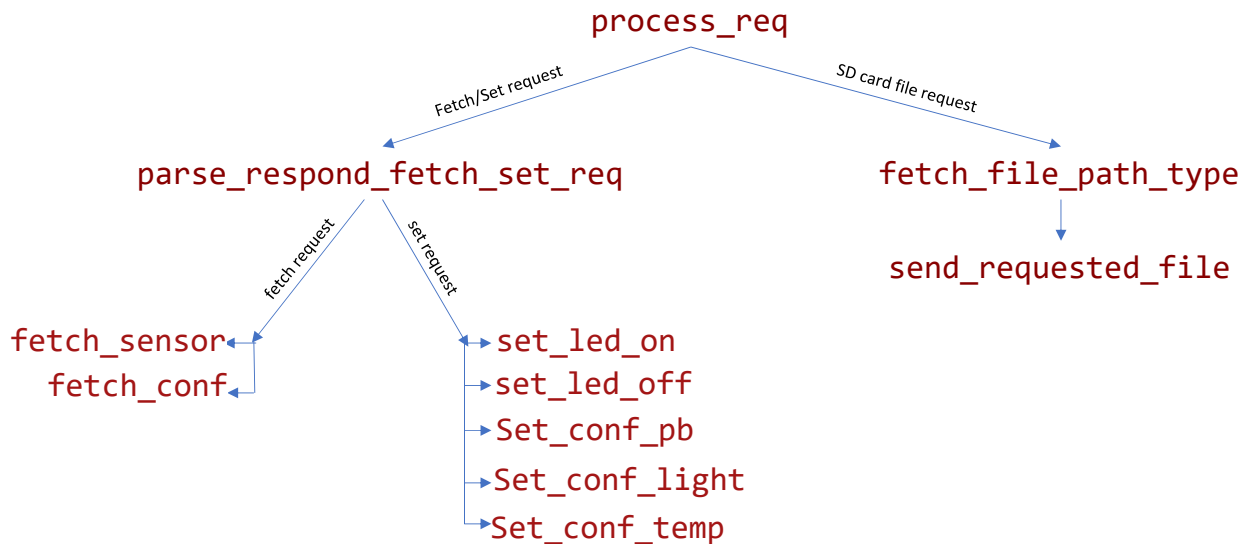 process_req
Fetch/Set request
SD card file request
parse_respond_fetch_set_req
fetch_file_path_type
fetch request
set request
send_requested_file
fetch_sensor
fetch_conf
set_led_on
set_led_off
Set_conf_pb
Set_conf_light
Set_conf_temp